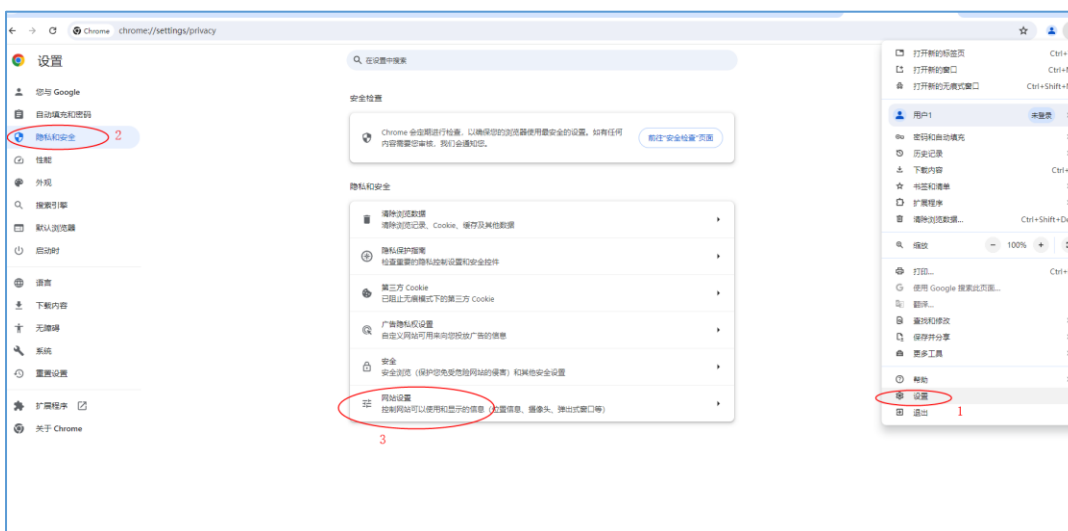 Chrome chrome://settings/privacy
设置
在设置中搜索
您与 Google
自动填充和密码
隐私和安全 2
性能
外观
搜索引擎
默认浏览器
启动时
语言
下载内容
无障碍
系统
重置设置
扩展程序
关于 Chrome
安全检查
Chrome 会定期进行检查，以确保您的浏览器使用最安全的设置。如有任何
内容需要您审核，我们会通知您。
前往“安全检查”页面
隐私和安全
清除浏览数据
清除浏览记录、Cookie、缓存及其他数据
隐私保护指南
检查重要的隐私控制设置和安全控件
第三方 Cookie
已阻止无痕模式下的第三方 Cookie
广告隐私权设置
自定义网站可用来向您投放广告的信息
安全
安全浏览（保护您免受危险网站的侵害）和其他安全设置
网站设置
控制网站可以使用和显示的信息（位置信息、摄像头、弹出式窗口等）
3
打开新的标签页 Ctrl+
打开新的窗口 Ctrl+
打开新的无痕式窗口 Ctrl+Shift+
用户1 未登录
密码和自动填充
历史记录
下载内容 Ctrl+
书签和清单
扩展程序
清除浏览数据... Ctrl+Shift+De
缩放 − 100% +
打印... Ctrl+
使用 Google 搜索此页面...
翻译...
查找和修改
保存并分享
更多工具
帮助
设置
退出 1